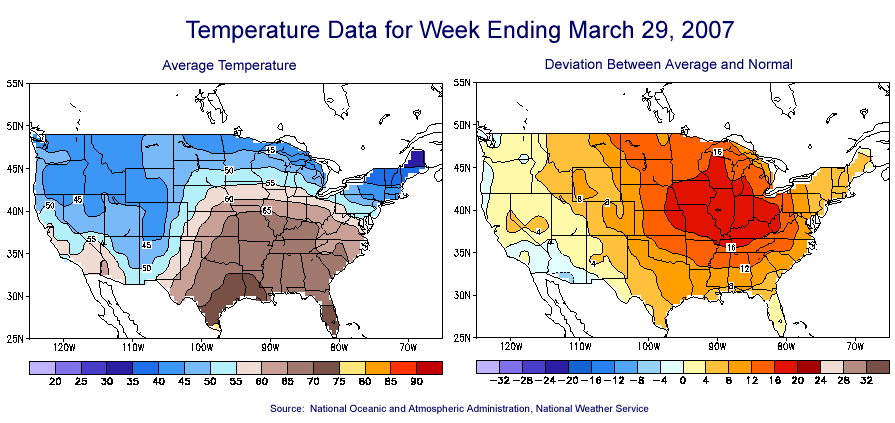 Temperature Data for Week Ending March 29, 2007
Average Temperature
Deviation Between Average and Normal
55N
50N
45N
40N
35N
30N
25N
120W 110W 100W 90W 80W 70W
45
50
55
60
65
45
50
55
45
50
55N
50N
45N
40N
35N
30N
25N
120W 110W 100W 90W 80W 70W
16
8
8
4
4
16
12
8
20 25 30 35 40 45 50 55 60 65 70 75 80 85 90
-32 -28 -24 -20 -16 -12 -8 -4 0 4 8 12 16 20 24 28 32
Source: National Oceanic and Atmospheric Administration, National Weather Service